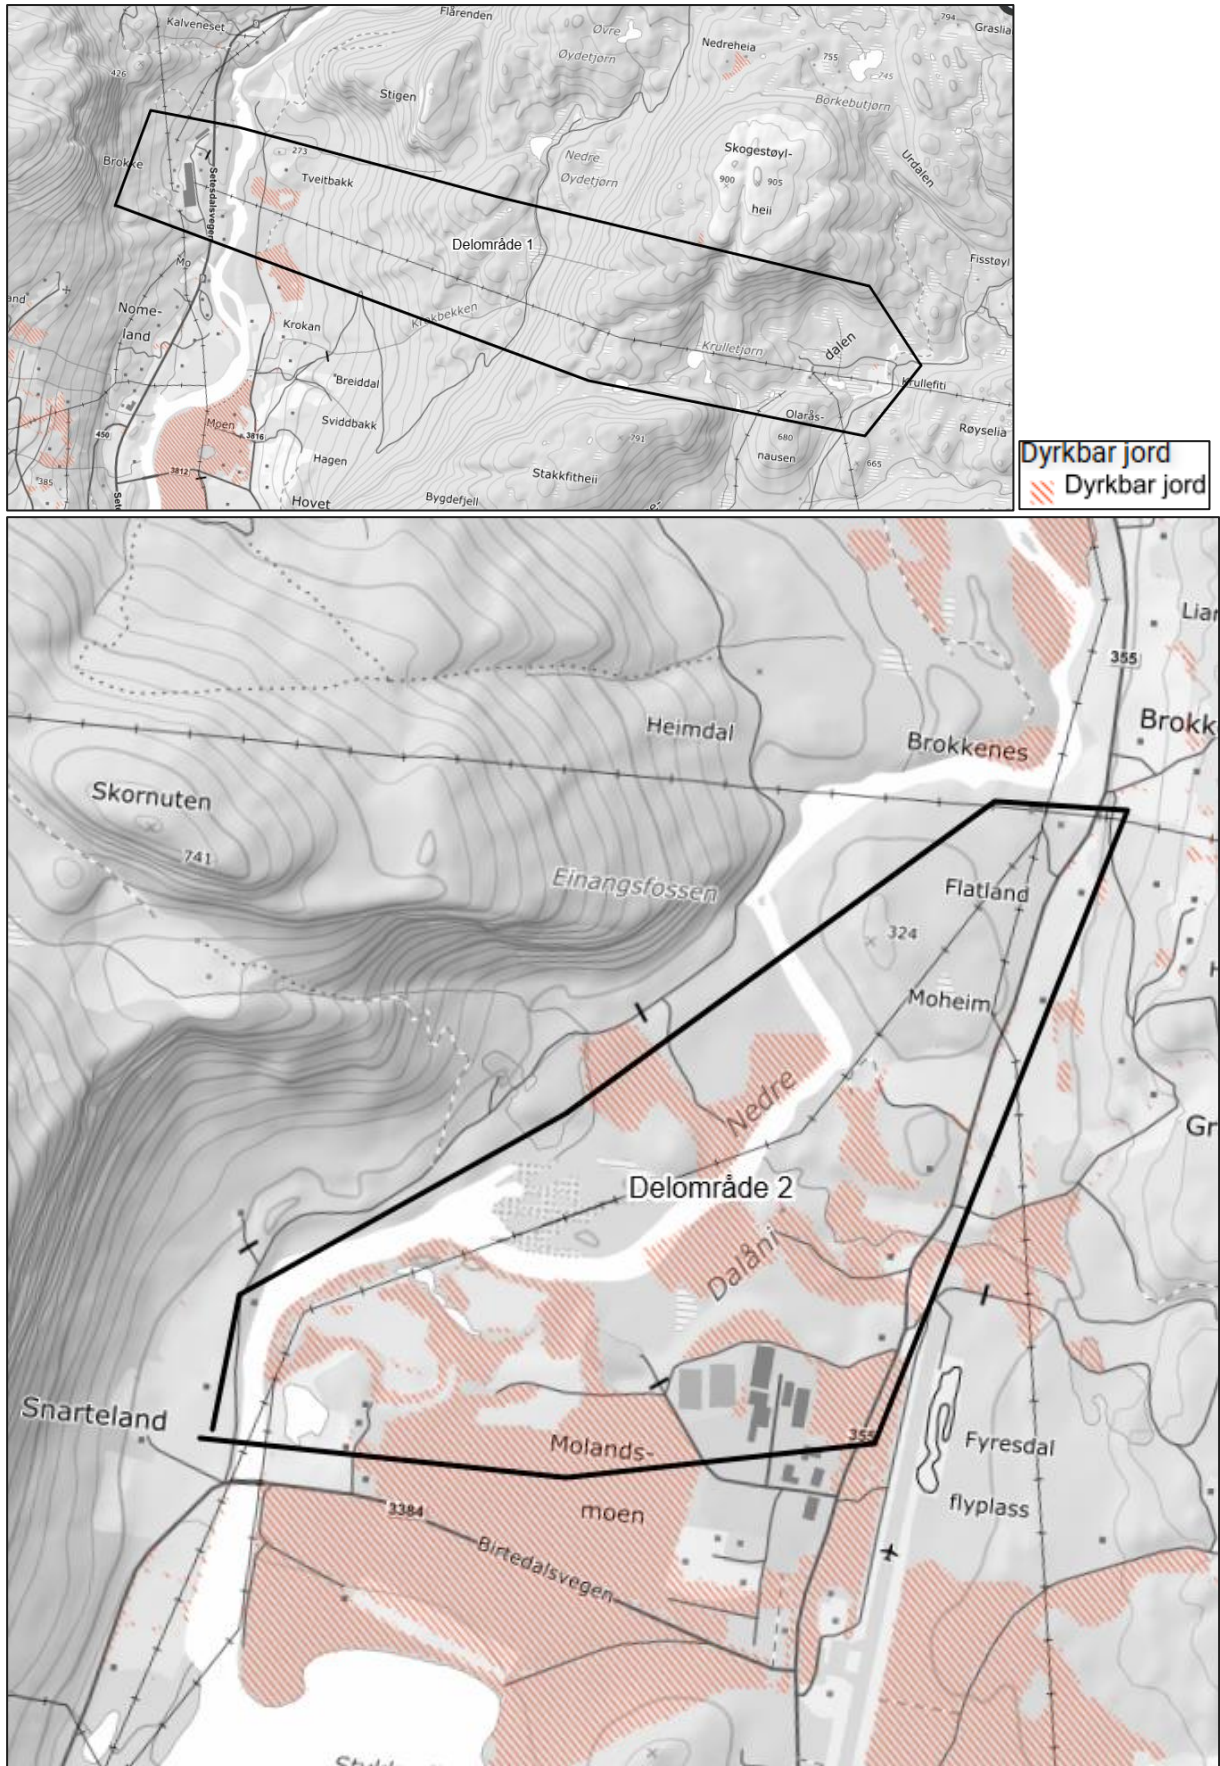 Flårenden
Kalveneset
Øvre
Øydetjørn
Nedreheia
794
Graslia
755
745
426
Stigen
Borkebutjørn
273
Brokke
Tveitbakk
Nedre
Øydetjørn
Skogestøyl-
900
905
heii
Urdalen
Setesdalsvegen
Delområde 1
Fisstøyl
Mo
Nome-
land
and
Krokan
Krokbekken
Krulletjørn
dalen
Breiddal
Krullefiti
Sviddbakk
Olarås-
Røyselia
Moen
450
3816
791
680
nausen
Hagen
3812
385
Stakkfitheii
665
Hovet
Bygdefjell
Sete
Dyrkbar jord
Dyrkbar jord
Liar
355
Heimdal
Brokkenes
Brokk
Skornuten
741
Einangsfossen
Flatland
324
H
Moheim
Nedre
Gr
Delområde 2
Dalåni
Snarteland
355
Molands-
Fyresdal
moen
flyplass
3384
Birtedalsvegen